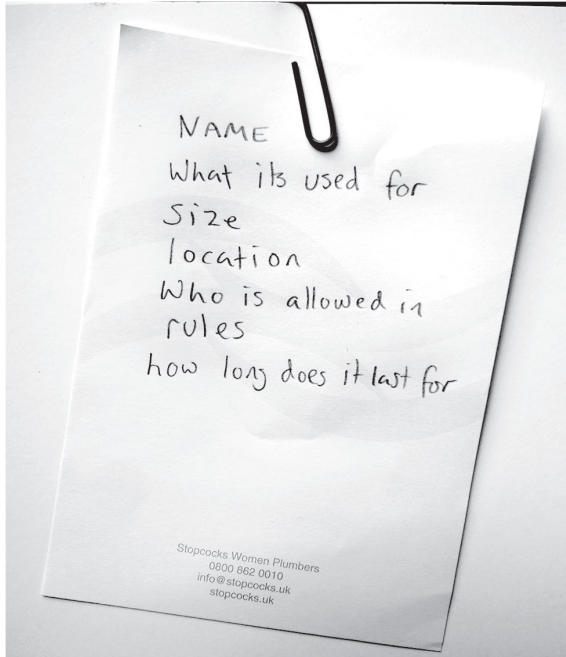 NAME
What its used for
Size
location
Who is allowed in
rules
how long does it last for
Stopcocks Women Plumbers
0800 862 0010
info@stopcocks.uk
stopcocks.uk